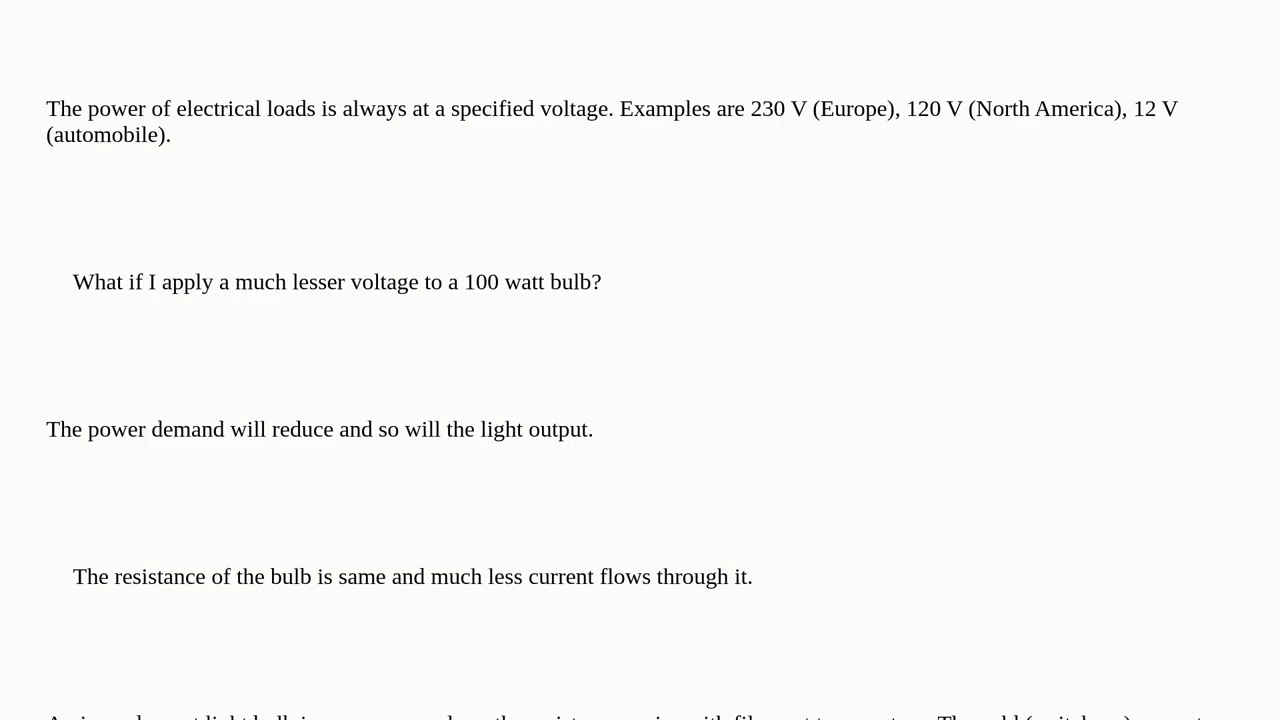 The power of electrical loads is always at a specified voltage. Examples are 230 V (Europe), 120 V (North America), 12 V
(automobile).
What if I apply a much lesser voltage to a 100 watt bulb?
The power demand will reduce and so will the light output.
The resistance of the bulb is same and much less current flows through it.